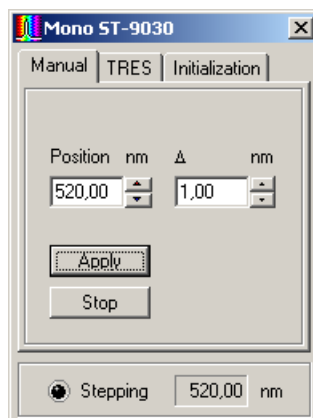 Mono ST-9030
Manual TRES Initialization
Position nm Δ nm
520,00 1,00
Apply
Stop
Stepping 520,00 nm